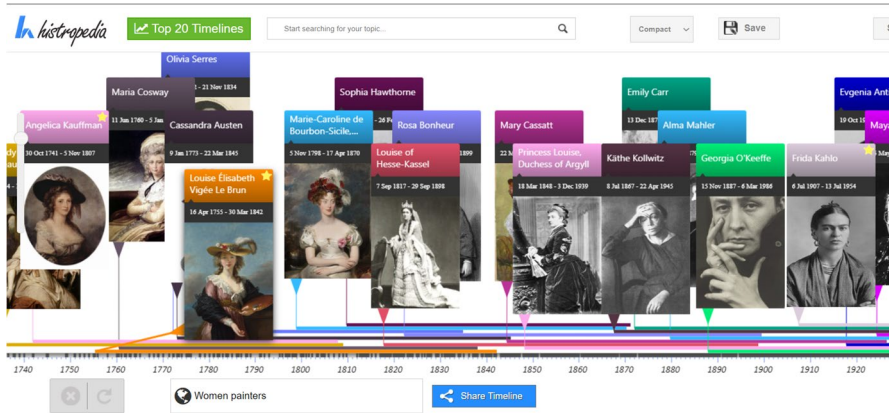 histropedia
Top 20 Timelines
Start searching for your topic...
Compact
Save
Olivia Serres
- 21 Nov 1834
Maria Cosway
11 Jun 1760 - 5 Jan
Sophia Hawthorne
- 26
Emily Carr
13 Dec 187
Evgenia Ant
19 Oct
Angelica Kauffman
30 Oct 1741 - 5 Nov 1807
Cassandra Austen
9 Jan 1773 - 22 Mar 1845
Marie-Caroline de
Bourbon-Sicile,...
5 Nov 1798 - 17 Apr 1870
Rosa Bonheur
1899
Mary Cassatt
22
Alma Mahler
Maya
Louise Élisabeth
Vigée Le Brun
16 Apr 1755 - 30 Mar 1842
Louise of
Hesse-Kassel
7 Sep 1817 - 29 Sep 1898
Princess Louise,
Duchess of Argyll
18 Mar 1848 - 3 Dec 1939
Käthe Kollwitz
8 Jul 1867 - 22 Apr 1945
Georgia O'Keeffe
15 Nov 1887 - 6 Mar 1986
Frida Kahlo
6 Jul 1907 - 13 Jul 1954
1740 1750 1760 1770 1780 1790 1800 1810 1820 1830 1840 1850 1860 1870 1880 1890 1900 1910 1920
Women painters
Share Timeline